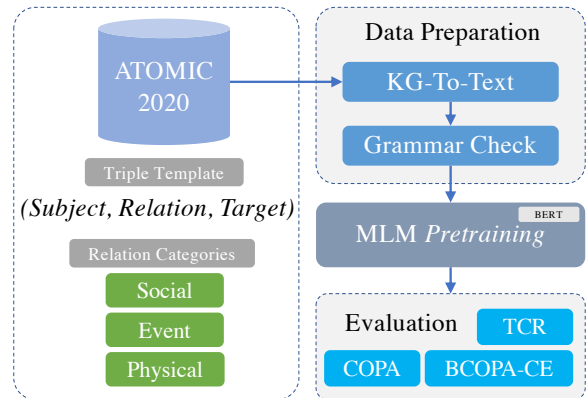 ATOMIC
2020
Triple Template
(Subject, Relation, Target)
Relation Categories
Social
Event
Physical
Data Preparation
KG-To-Text
Grammar Check
BERT
MLM Pretraining
Evaluation
TCR
COPA
BCOPA-CE